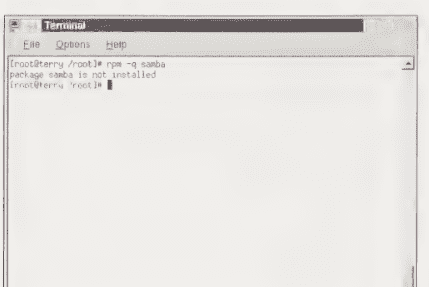 Terminal
File Options Help
[root@terry /root]# rpm -q samba
package samba is not installed
[root@terry /root]#